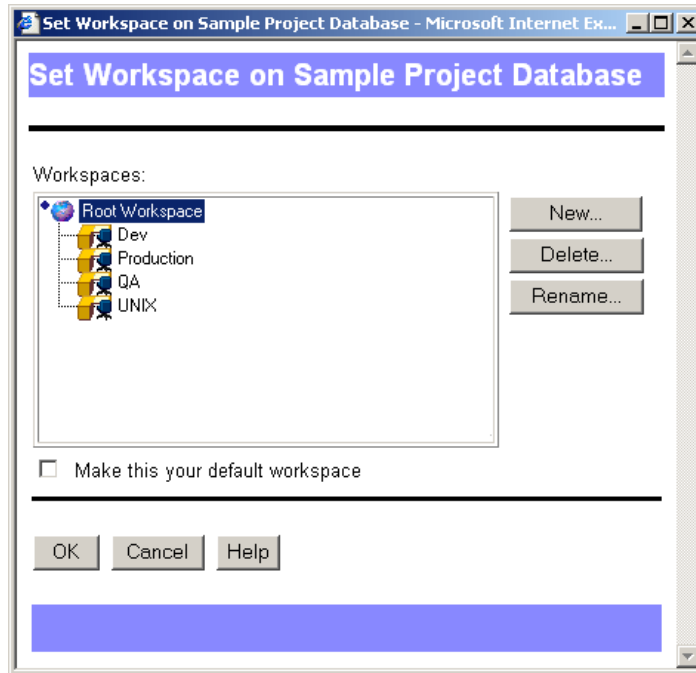 Set Workspace on Sample Project Database - Microsoft Internet Ex...
Set Workspace on Sample Project Database
Workspaces:
Root Workspace
Dev
Production
QA
UNIX
New...
Delete...
Rename...
Make this your default workspace
OK Cancel Help